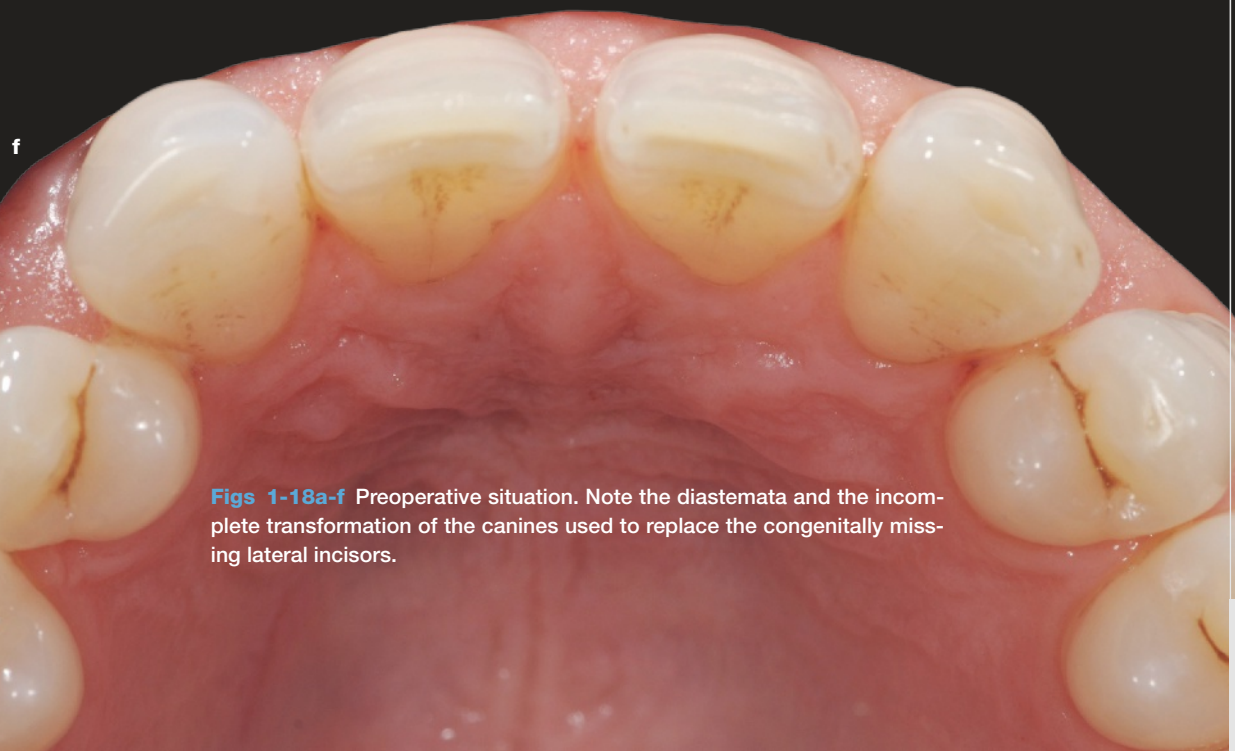 f
Figs 1-18a-f Preoperative situation. Note the diastemata and the incom-
plete transformation of the canines used to replace the congenitally miss-
ing lateral incisors.